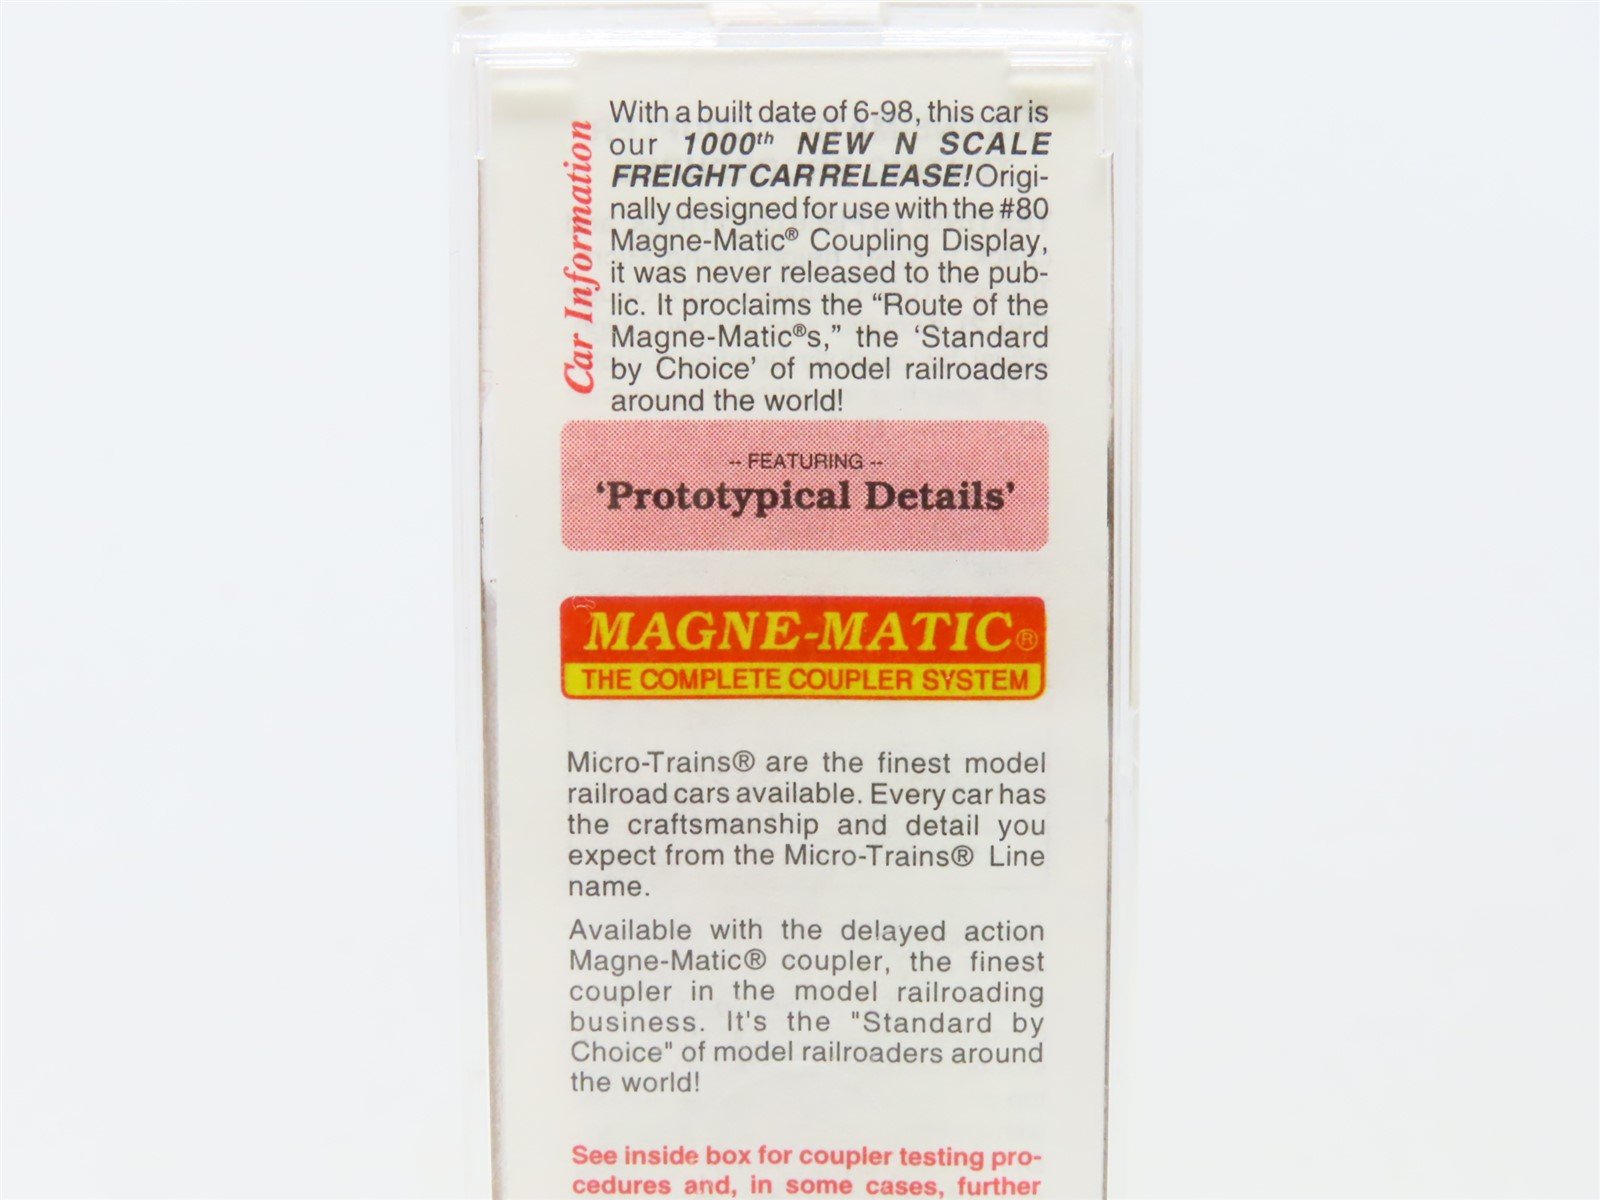 Car Information
With a built date of 6-98, this car is
our 1000th NEW N SCALE
FREIGHT CAR RELEASE! Origi-
nally designed for use with the #80
Magne-Matic® Coupling Display,
it was never released to the pub-
lic. It proclaims the “Route of the
Magne-Matic®s,” the ‘Standard
by Choice’ of model railroaders
around the world!
-- FEATURING --
‘Prototypical Details’
MAGNE-MATIC®
THE COMPLETE COUPLER SYSTEM
Micro-Trains® are the finest model
railroad cars available. Every car has
the craftsmanship and detail you
expect from the Micro-Trains® Line
name.
Available with the delayed action
Magne-Matic® coupler, the finest
coupler in the model railroading
business. It's the "Standard by
Choice" of model railroaders around
the world!
See inside box for coupler testing pro-
cedures and, in some cases, further